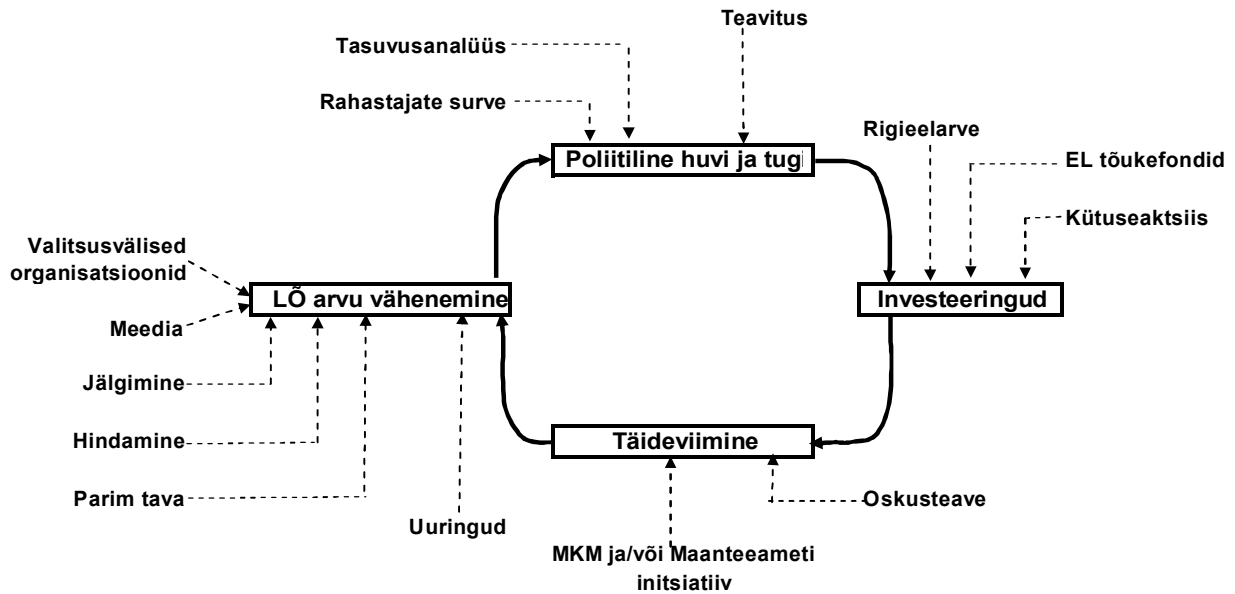 Teavitus
Tasuvusanalüüs
Rahastajate surve
Rigieelarve
Poliitiline huvi ja tugi
EL tõukefondid
Kütuseaktsiis
Valitsusvälised
organisatsioonid
LÕ arvu vähenemine
Investeeringud
Meedia
Jälgimine
Hindamine
Täideviimine
Parim tava
Oskusteave
Uuringud
MKM ja/või Maanteeameti
initsiatiiv